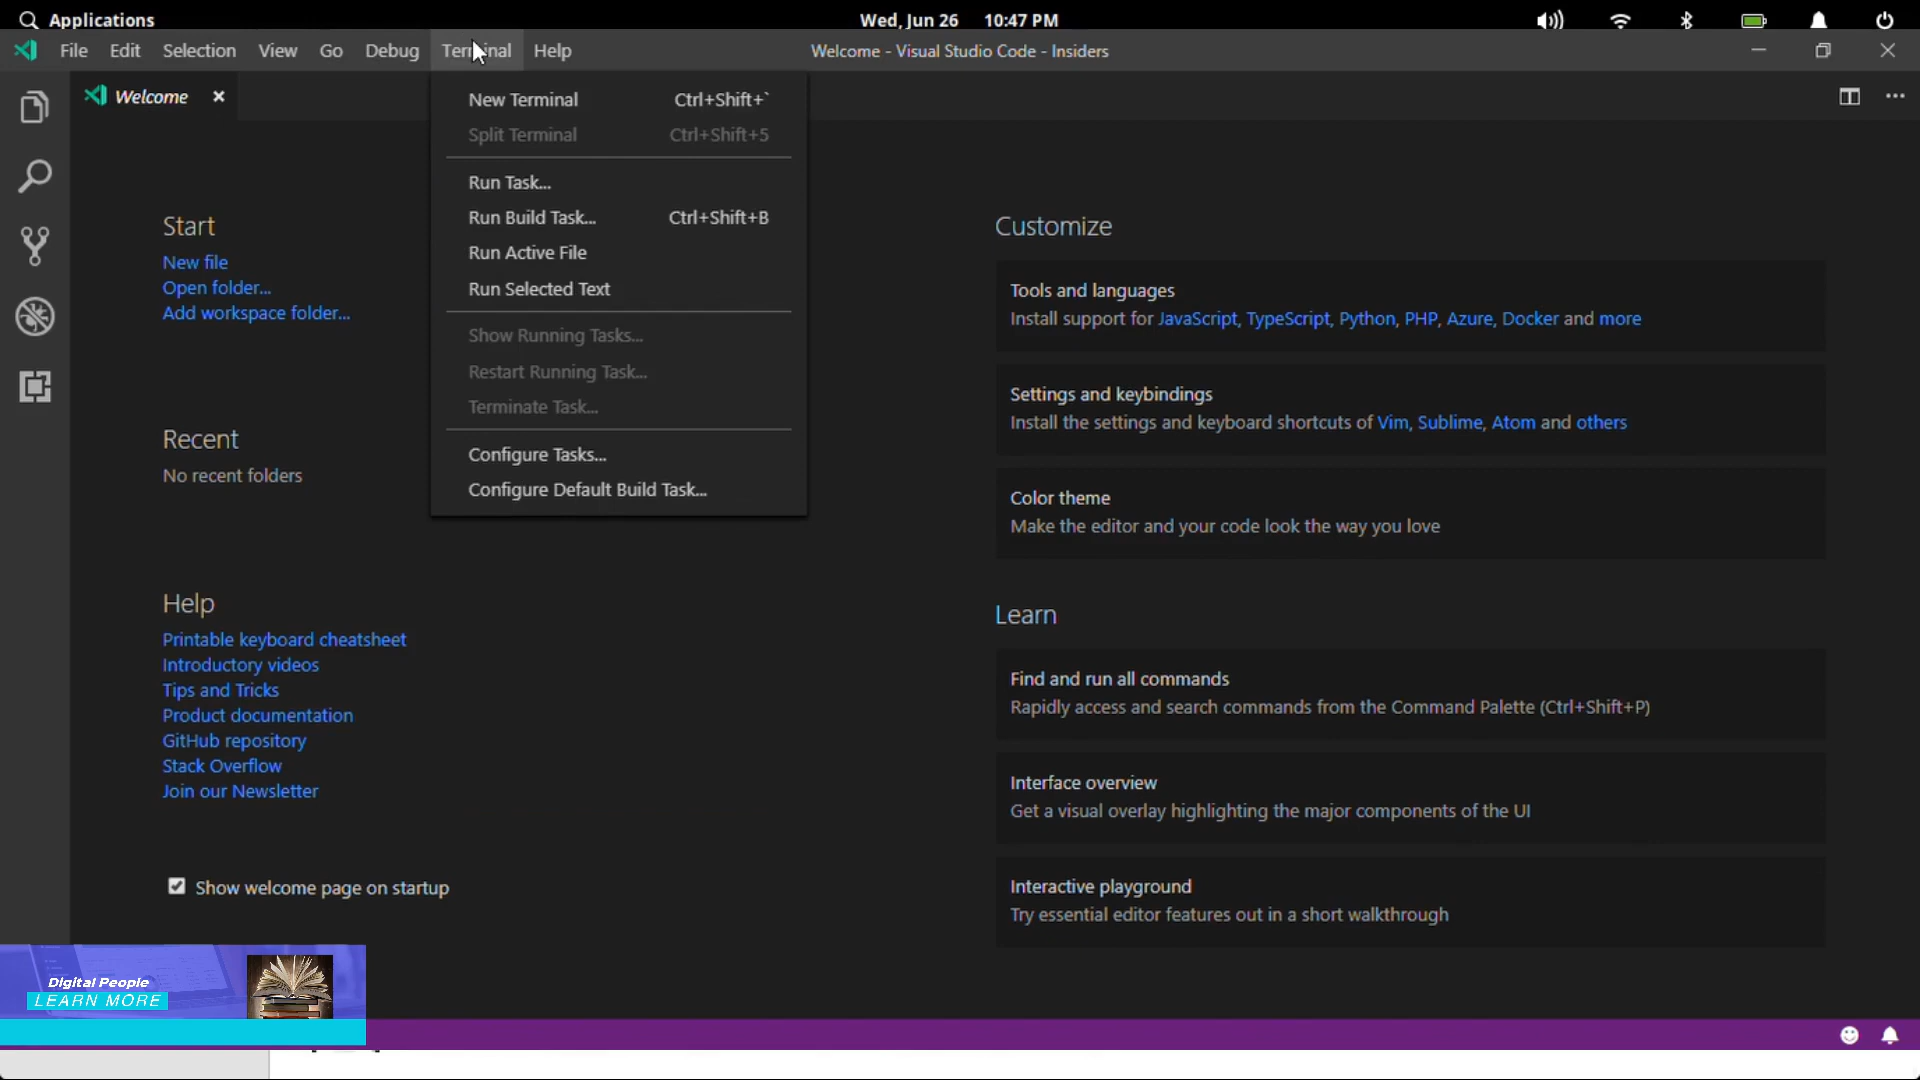 Applications
Wed, Jun 26 10:47 PM
File Edit Selection View Go Debug Terminal Help
Welcome - Visual Studio Code - Insiders
Welcome
New Terminal Ctrl+Shift+`
Split Terminal Ctrl+Shift+5
Run Task...
Run Build Task... Ctrl+Shift+B
Run Active File
Run Selected Text
Show Running Tasks...
Restart Running Task...
Terminate Task...
Configure Tasks...
Configure Default Build Task...
Start
New file
Open folder...
Add workspace folder...
Recent
No recent folders
Help
Printable keyboard cheatsheet
Introductory videos
Tips and Tricks
Product documentation
GitHub repository
Stack Overflow
Join our Newsletter
Show welcome page on startup
Customize
Tools and languages
Install support for JavaScript, TypeScript, Python, PHP, Azure, Docker and more
Settings and keybindings
Install the settings and keyboard shortcuts of Vim, Sublime, Atom and others
Color theme
Make the editor and your code look the way you love
Learn
Find and run all commands
Rapidly access and search commands from the Command Palette (Ctrl+Shift+P)
Interface overview
Get a visual overlay highlighting the major components of the UI
Interactive playground
Try essential editor features out in a short walkthrough
Digital People
LEARN MORE